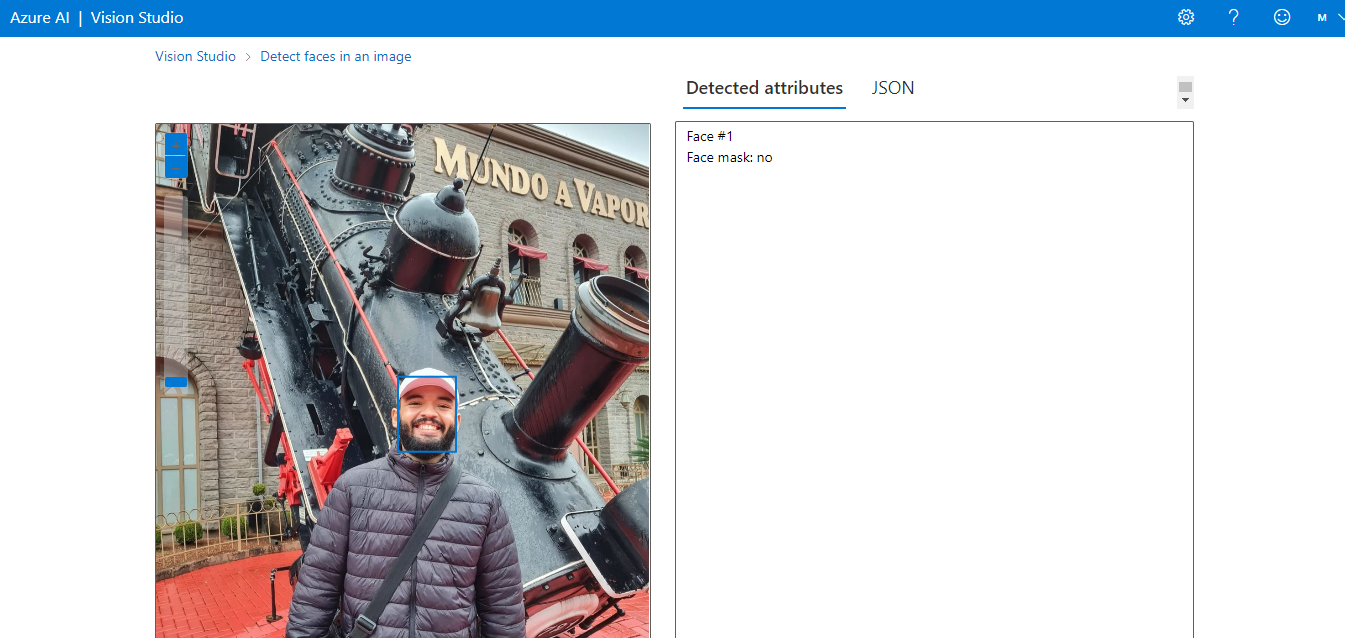 Azure AI | Vision Studio
M
Vision Studio > Detect faces in an image
Detected attributes JSON
MUNDO A VAPOR
Face #1
Face mask: no